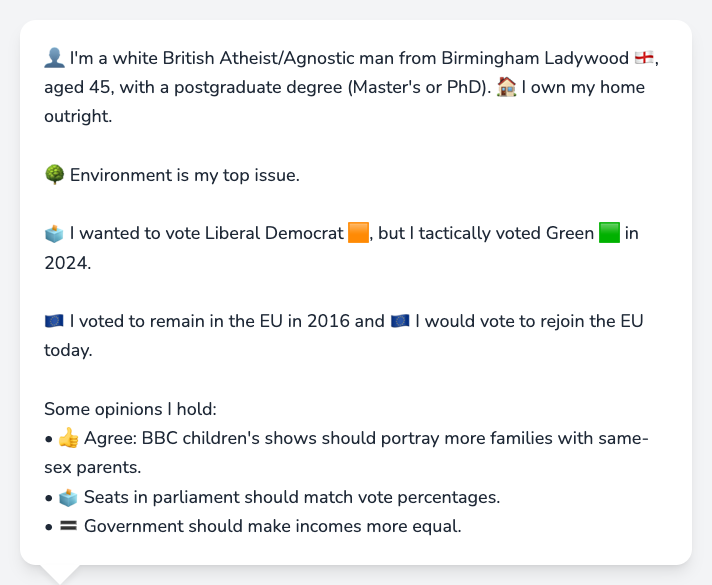 👤 I'm a white British Atheist/Agnostic man from Birmingham Ladywood 🏴󠁧󠁢󠁥󠁮󠁧󠁿,
aged 45, with a postgraduate degree (Master's or PhD). 🏠 I own my home
outright.
🌳 Environment is my top issue.
🗳️ I wanted to vote Liberal Democrat 🟧, but I tactically voted Green 🟩 in
2024.
🇪🇺 I voted to remain in the EU in 2016 and 🇪🇺 I would vote to rejoin the EU
today.
Some opinions I hold:
• 👍 Agree: BBC children's shows should portray more families with same-
sex parents.
• 🗳️ Seats in parliament should match vote percentages.
• 🟰 Government should make incomes more equal.